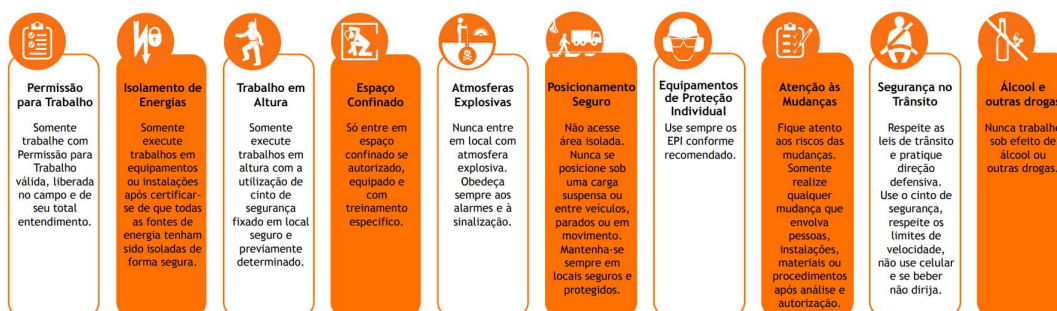 Permissão
para Trabalho
Somente
trabalhe com
Permissão para
Trabalho
válida, liberada
no campo e de
seu total
entendimento.
Isolamento de
Energias
Somente
execute
trabalhos em
equipamentos
ou instalações
após certificar-
se de que todas
as fontes de
energia tenham
sido isoladas de
forma segura.
Trabalho em
Altura
Somente
execute
trabalhos em
altura com a
utilização de
cinto de
segurança
fixado em local
seguro e
previamente
determinado.
Espaço
Confinado
Só entre em
espaço
confinado se
autorizado,
equipado e
com
treinamento
especifico.
Atmosferas
Explosivas
Nunca entre
em local com
atmosfera
explosiva.
Obedeça
sempre aos
alarmes e à
sinalização.
Posicionamento
Seguro
Não acesse
área isolada.
Nunca se
posicione sob
uma carga
suspensa ou
entre veículos,
parados ou em
movimento.
Mantenha-se
sempre em
locais seguros e
protegidos.
Equipamentos
de Proteção
Individual
Use sempre os
EPI conforme
recomendado.
Atenção às
Mudanças
Fique atento
aos riscos das
mudanças.
Somente
realize
qualquer
mudança que
envolva
pessoas,
instalações,
materiais ou
procedimentos
após análise e
autorização.
Segurança no
Trânsito
Respeite as
leis de trânsito
e pratique
direção
defensiva.
Use o cinto de
segurança,
respeite os
limites de
velocidade,
não use celular
e se beber
não dirija.
Álcool e
outras drogas
Nunca trabalhe
sob efeito de
álcool ou
outras drogas.